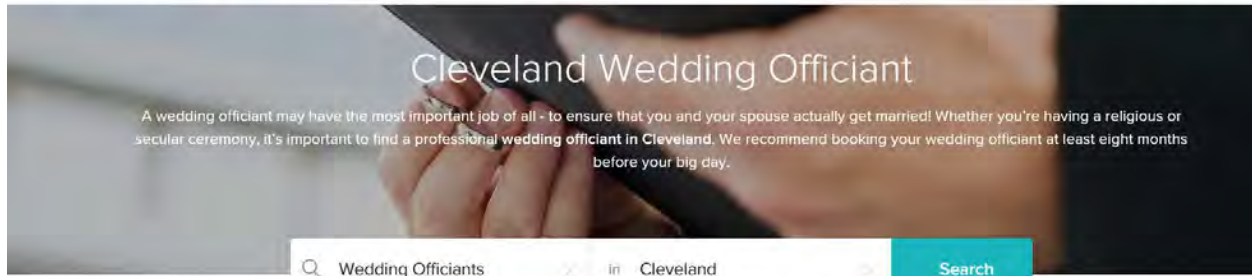 Cleveland Wedding Officiant
A wedding officiant may have the most important job of all - to ensure that you and your spouse actually get married! Whether you're having a religious or
secular ceremony, it's important to find a professional wedding officiant in Cleveland. We recommend booking your wedding officiant at least eight months
before your big day.
Wedding Officiants in Cleveland Search